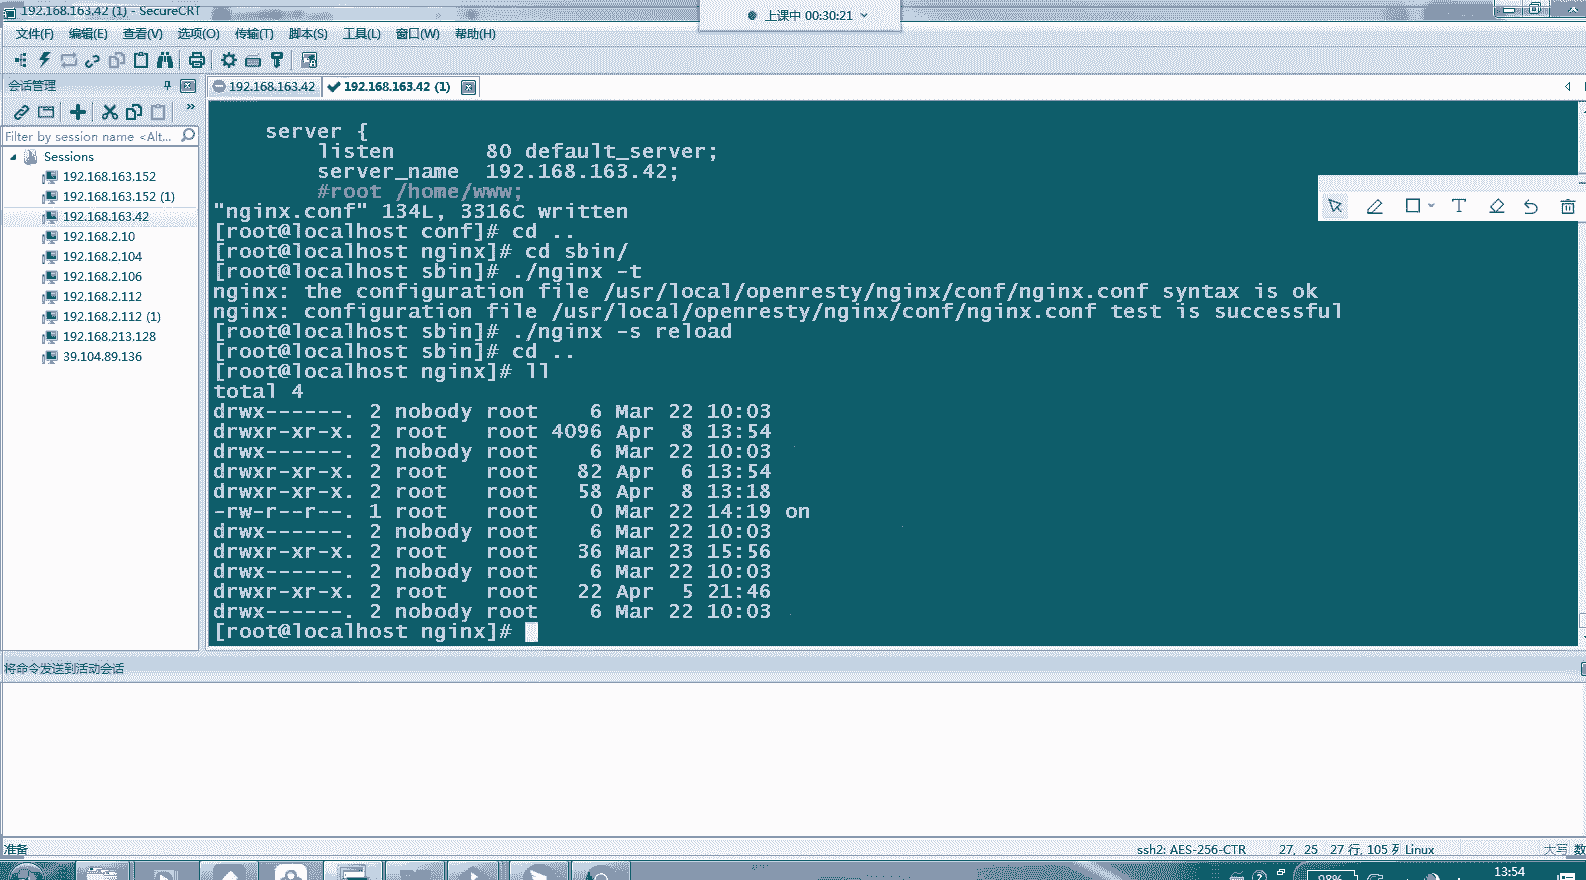 192.168.163.42 (1) - SecureCRT
上课中 00:30:21
文件(F) 编辑(E) 查看(V) 选项(O) 传输(T) 脚本(S) 工具(L) 窗口(W) 帮助(H)
会话管理
192.168.163.42
192.168.163.42 (1)
Filter by session name <Alt...
Sessions
192.168.163.152
192.168.163.152 (1)
192.168.163.42
192.168.2.10
192.168.2.104
192.168.2.106
192.168.2.112
192.168.2.112 (1)
192.168.213.128
39.104.89.136
server {
listen 80 default_server;
server_name 192.168.163.42;
#root /home/www;
"nginx.conf" 134L, 3316C written
[root@localhost conf]# cd ..
[root@localhost nginx]# cd sbin/
[root@localhost sbin]# ./nginx -t
nginx: the configuration file /usr/local/openresty/nginx/conf/nginx.conf syntax is ok
nginx: configuration file /usr/local/openresty/nginx/conf/nginx.conf test is successful
[root@localhost sbin]# ./nginx -s reload
[root@localhost sbin]# cd ..
[root@localhost nginx]# ll
total 4
drwx------. 2 nobody root 6 Mar 22 10:03
drwxr-xr-x. 2 root root 4096 Apr 8 13:54
drwx------. 2 nobody root 6 Mar 22 10:03
drwxr-xr-x. 2 root root 82 Apr 6 13:54
drwxr-xr-x. 2 root root 58 Apr 8 13:18
-rw-r--r--. 1 root root 0 Mar 22 14:19 on
drwx------. 2 nobody root 6 Mar 22 10:03
drwxr-xr-x. 2 root root 36 Mar 23 15:56
drwx------. 2 nobody root 6 Mar 22 10:03
drwxr-xr-x. 2 root root 22 Apr 5 21:46
drwx------. 2 nobody root 6 Mar 22 10:03
[root@localhost nginx]#
将命令发送到活动会话
准备
ssh2: AES-256-CTR 27, 25 27 行, 105 列 Linux 大写 数
98%
13:54